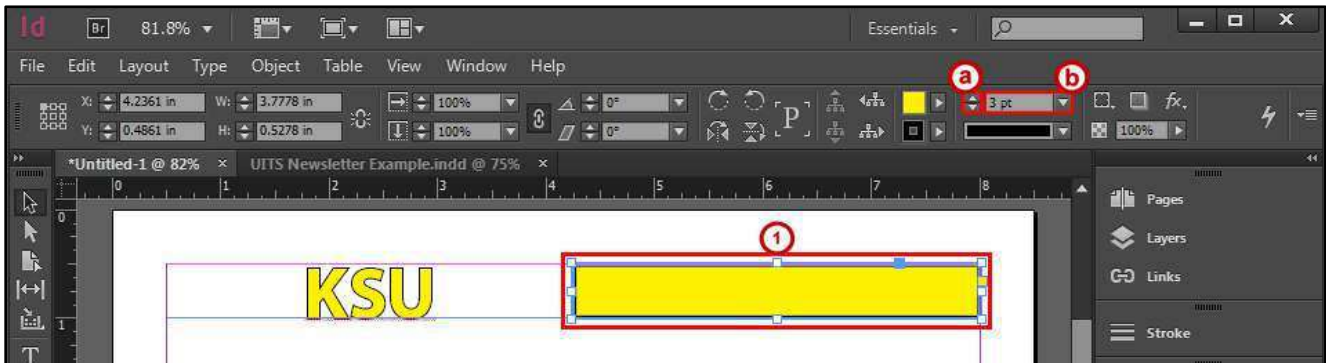 Id Br 81.8% Essentials
File Edit Layout Type Object Table View Window Help
a b
X: 4.2361 in W: 3.7778 in 100% 0° P 3 pt fx.
Y: 0.4861 in H: 0.5278 in 100% 0° 100%
*Untitled-1 @ 82% × UITS Newsletter Example.indd @ 75% ×
0 1 2 3 4 5 6 7 8
0
Pages
1
Layers
KSU
Links
1
Stroke
T